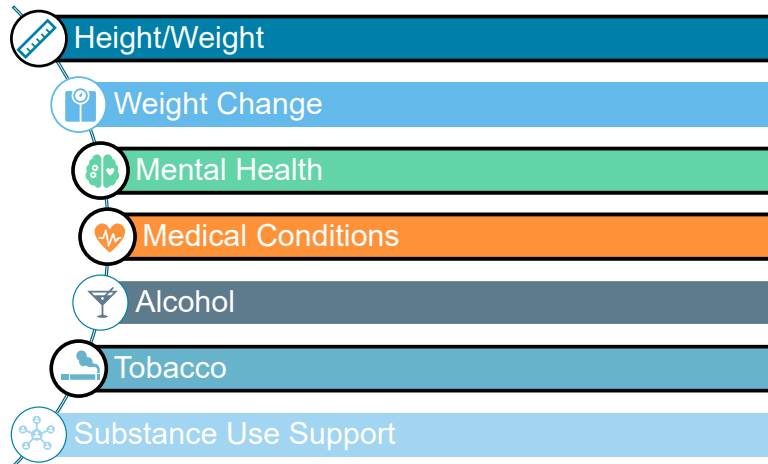 Height/Weight
Weight Change
Mental Health
Medical Conditions
Alcohol
Tobacco
Substance Use Support